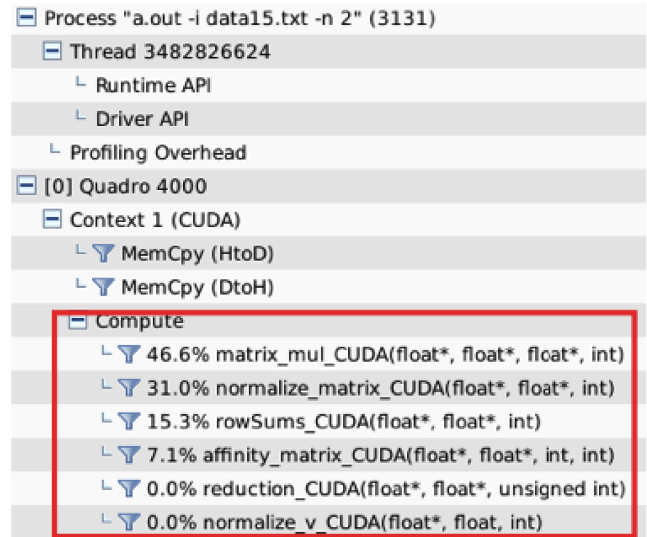 Process "a.out -i data15.txt -n 2" (3131)
Thread 3482826624
Runtime API
Driver API
Profiling Overhead
[0] Quadro 4000
Context 1 (CUDA)
MemCpy (HtoD)
MemCpy (DtoH)
Compute
46.6% matrix_mul_CUDA(float*, float*, float*, int)
31.0% normalize_matrix_CUDA(float*, float*, int)
15.3% rowSums_CUDA(float*, float*, int)
7.1% affinity_matrix_CUDA(float*, float*, int, int)
0.0% reduction_CUDA(float*, float*, unsigned int)
0.0% normalize_v_CUDA(float*, float, int)